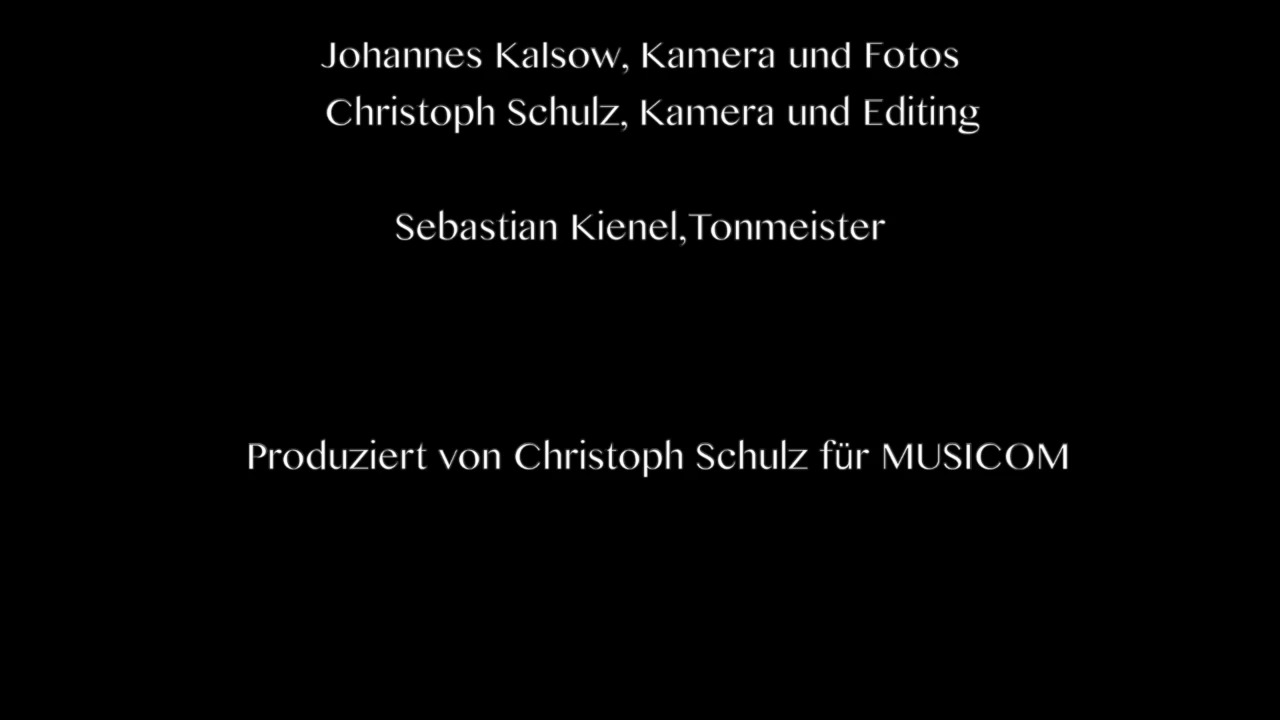 Johannes Kalsow, Kamera und Fotos
Christoph Schulz, Kamera und Editing
Sebastian Kienel,Tonmeister
Produziert von Christoph Schulz für MUSICOM